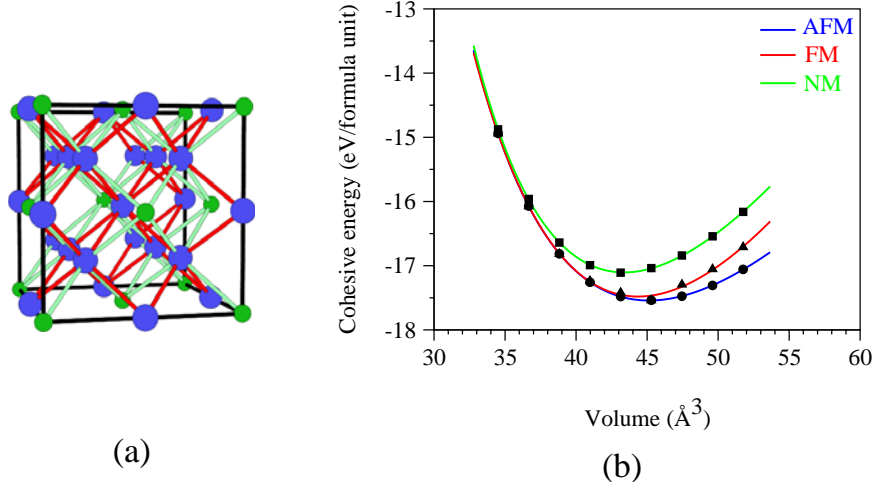 -13
AFM
FM
NM
-14
-15
-16
-17
-18
30 35 40 45 50 55 60
Cohesive energy (eV/formula unit)
Volume (Å³)
(a)
(b)